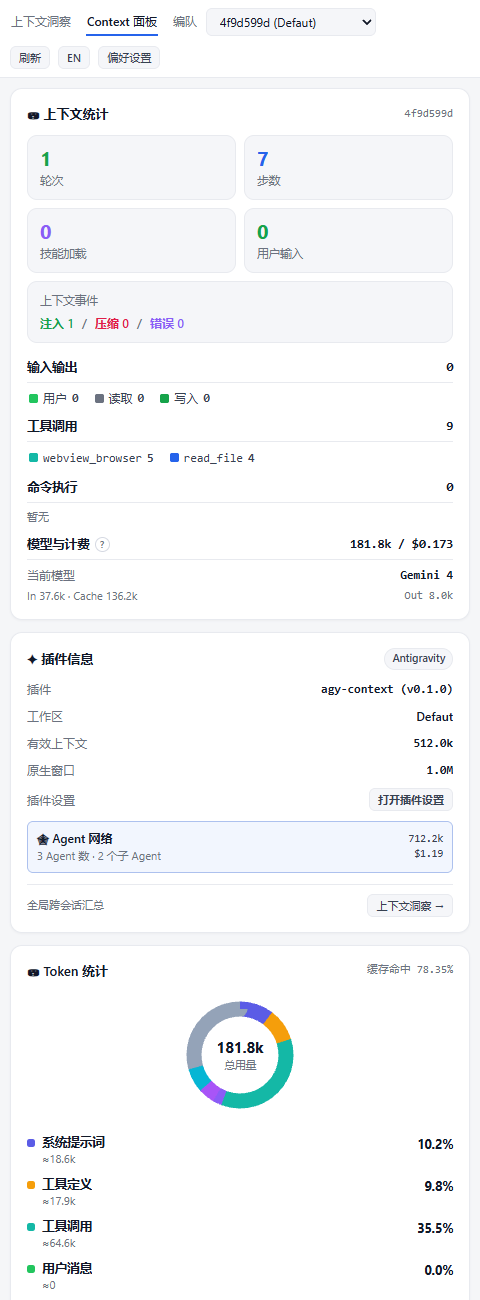 上下文洞察 Context 面板 编队 4f9d599d (Defaut)
刷新 EN 偏好设置
上下文统计 4f9d599d
1 7
轮次 步数
0 0
技能加载 用户输入
上下文事件
注入 1 / 压缩 0 / 错误 0
输入输出 0
用户 0 读取 0 写入 0
工具调用 9
webview_browser 5 read_file 4
命令执行 0
暂无
模型与计费 ? 181.8k / $0.173
当前模型 Gemini 4
In 37.6k · Cache 136.2k Out 8.0k
插件信息 Antigravity
插件 agy-context (v0.1.0)
工作区 Defaut
有效上下文 512.0k
原生窗口 1.0M
插件设置 打开插件设置
Agent 网络 712.2k
3 Agent 数 · 2 个子 Agent $1.19
全局跨会话汇总 上下文洞察 →
Token 统计 缓存命中 78.35%
181.8k
总用量
系统提示词 10.2%
≈18.6k
工具定义 9.8%
≈17.9k
工具调用 35.5%
≈64.6k
用户消息 0.0%
≈0